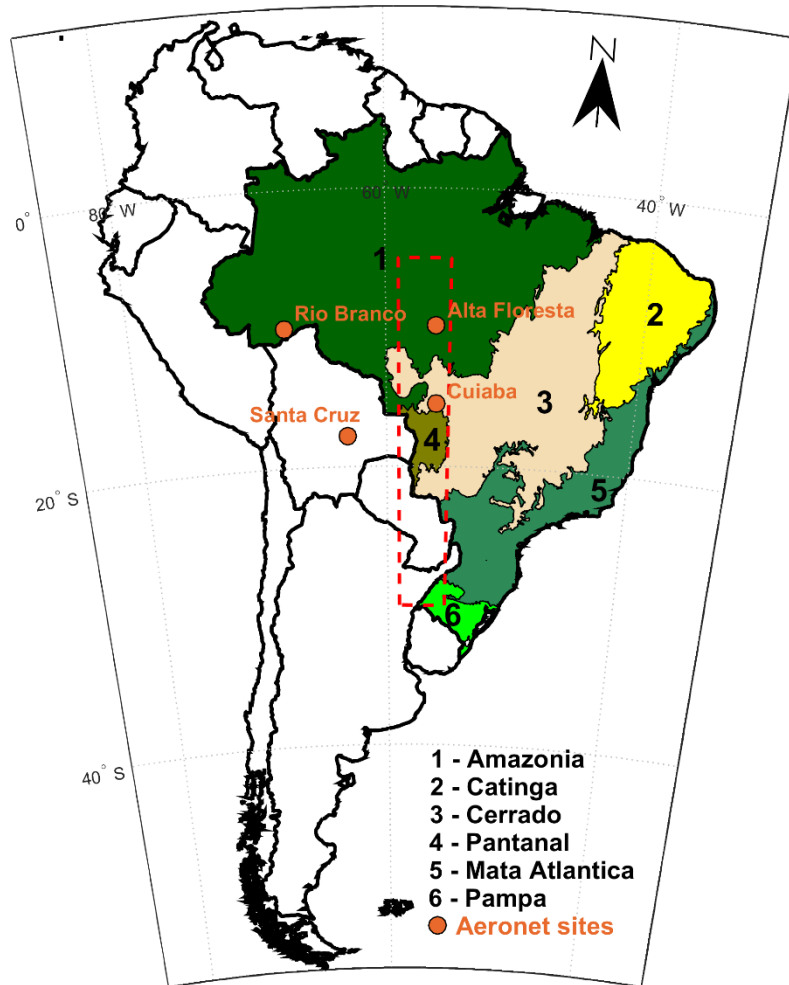 N
0° 80° W 60° W 40° W
1
Rio Branco Alta Floresta 2
Santa Cruz Cuiaba 3
4
20° S 5
6
40° S
1 - Amazonia
2 - Catinga
3 - Cerrado
4 - Pantanal
5 - Mata Atlantica
6 - Pampa
Aeronet sites